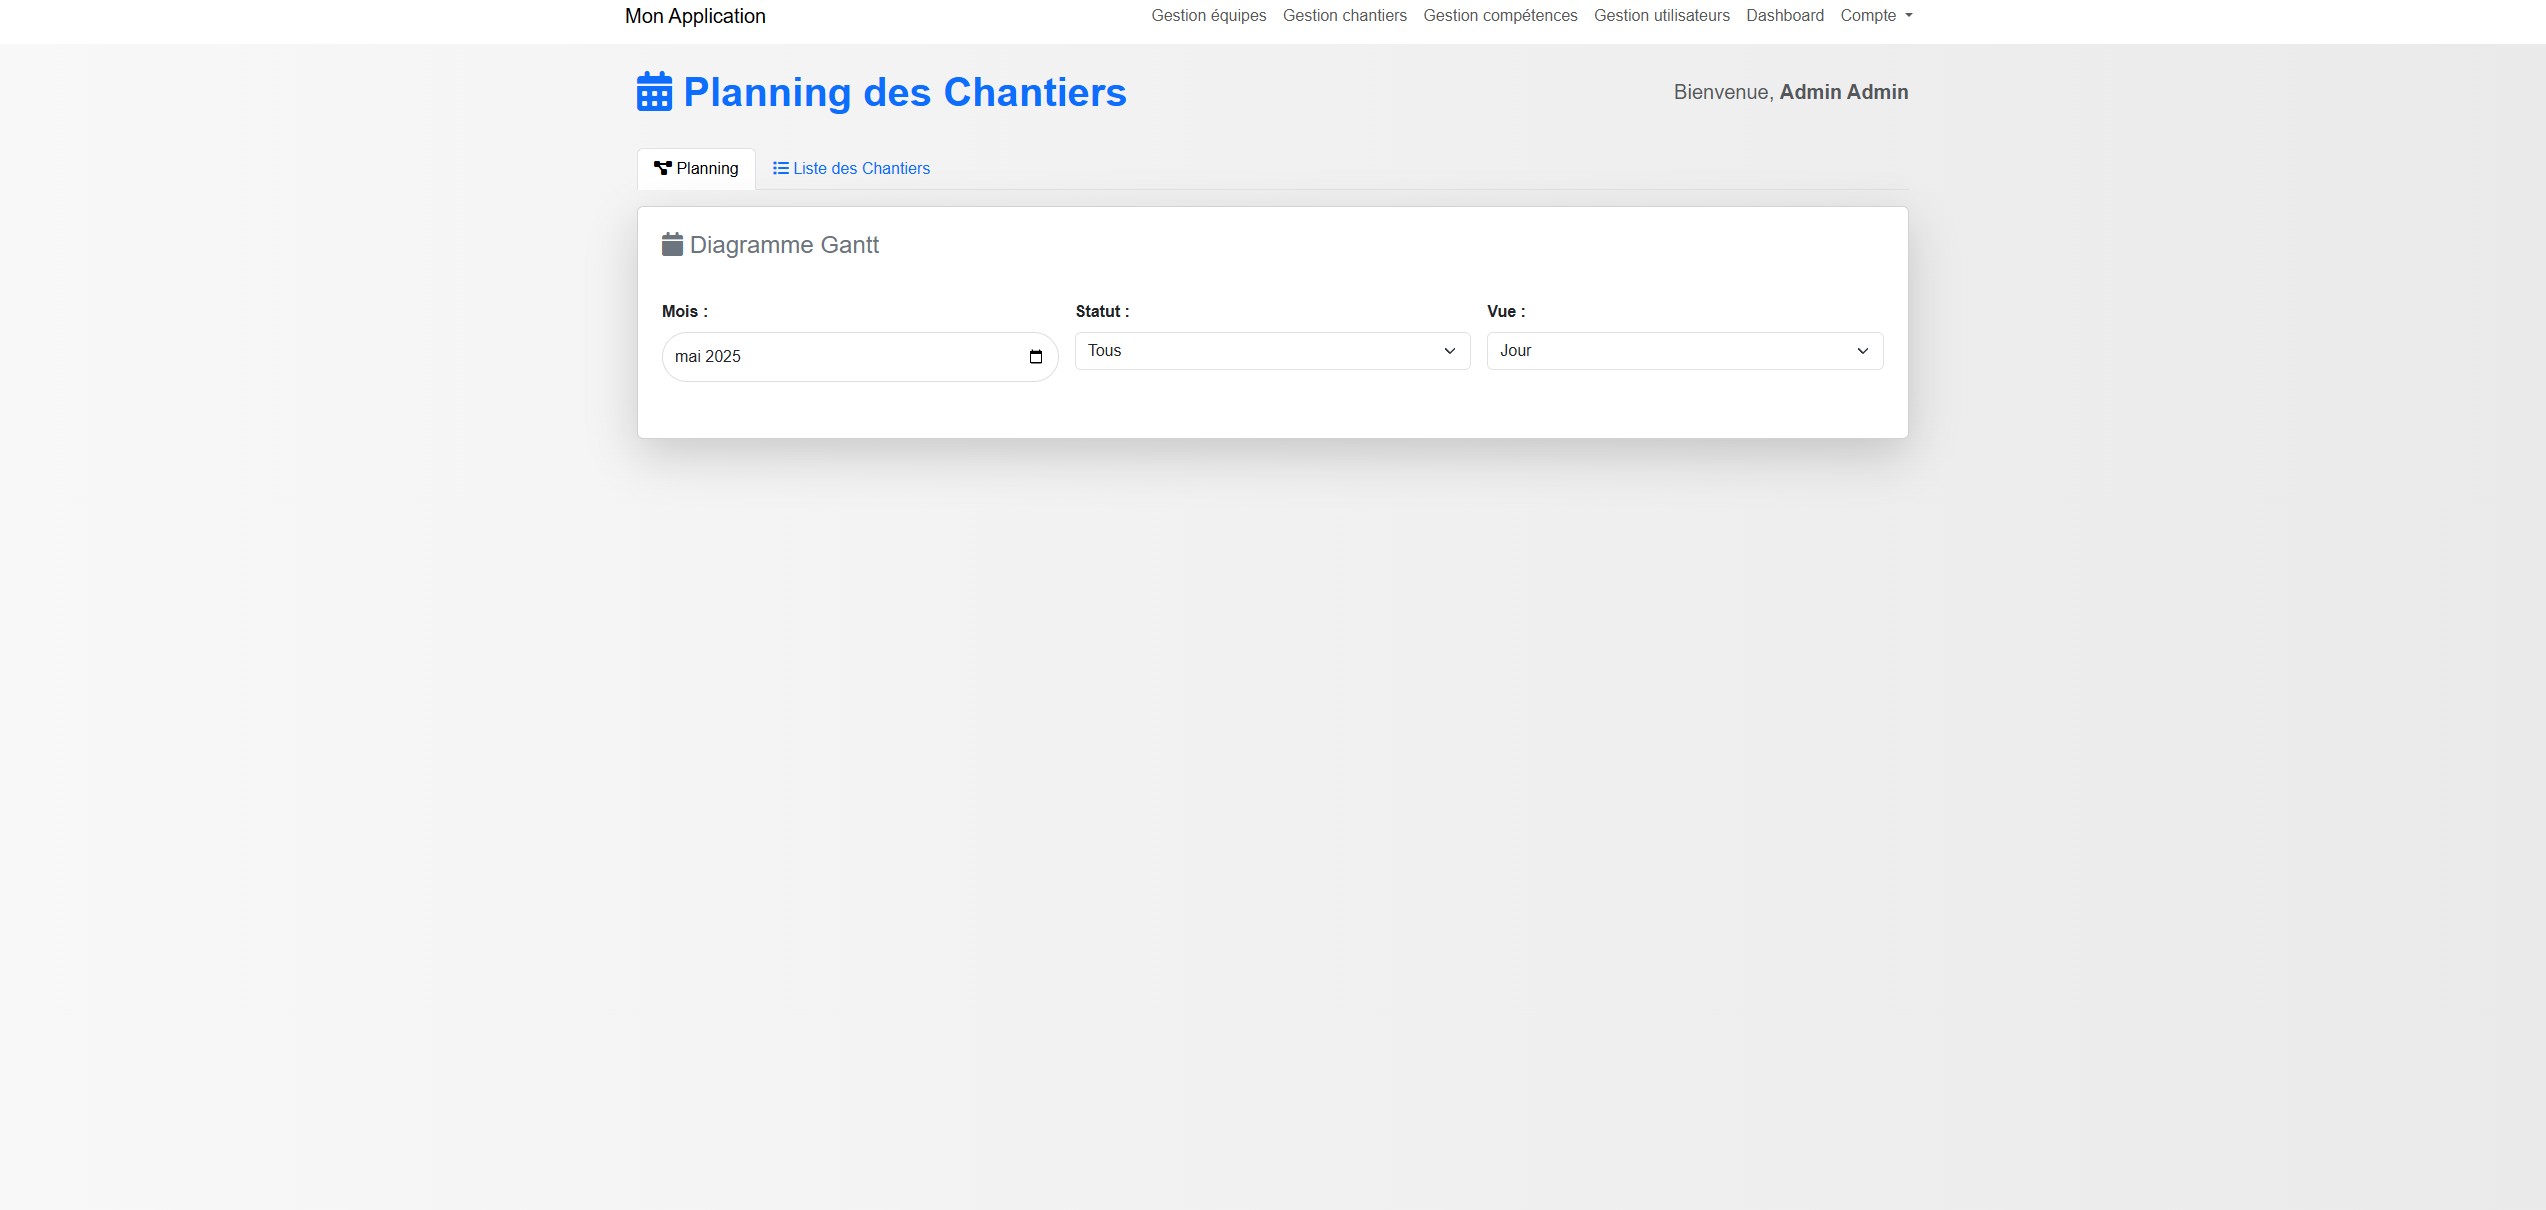 Mon Application
Gestion équipes Gestion chantiers Gestion compétences Gestion utilisateurs Dashboard Compte
Planning des Chantiers
Bienvenue, Admin Admin
Planning
Liste des Chantiers
Diagramme Gantt
Mois :
Statut :
Vue :
mai 2025
Tous
Jour